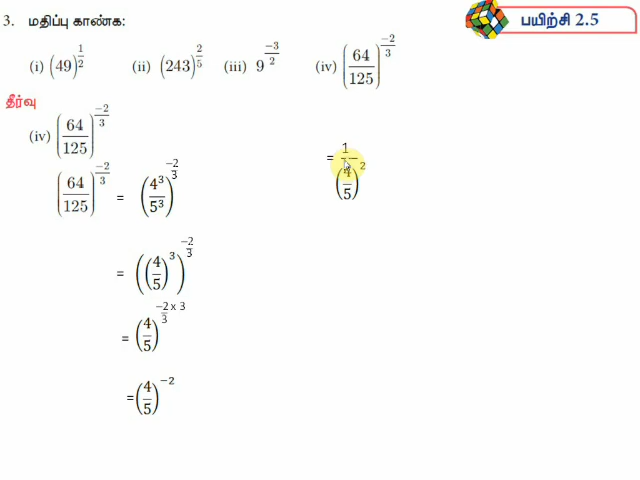 பயிற்சி 2.5
3. மதிப்பு காண்க:
(i) (49)^{1/2} (ii) (243)^{2/5} (iii) 9^{-3/2} (iv) (64/125)^{-2/3}
தீர்வு
(iv) (64/125)^{-2/3}
(64/125)^{-2/3} = (4³/5³)^{-2/3}
= ((4/5)^3)^{-2/3}
= (4/5)^{-2/3 x 3}
= (4/5)^{-2}
= 1/(4/5)^2